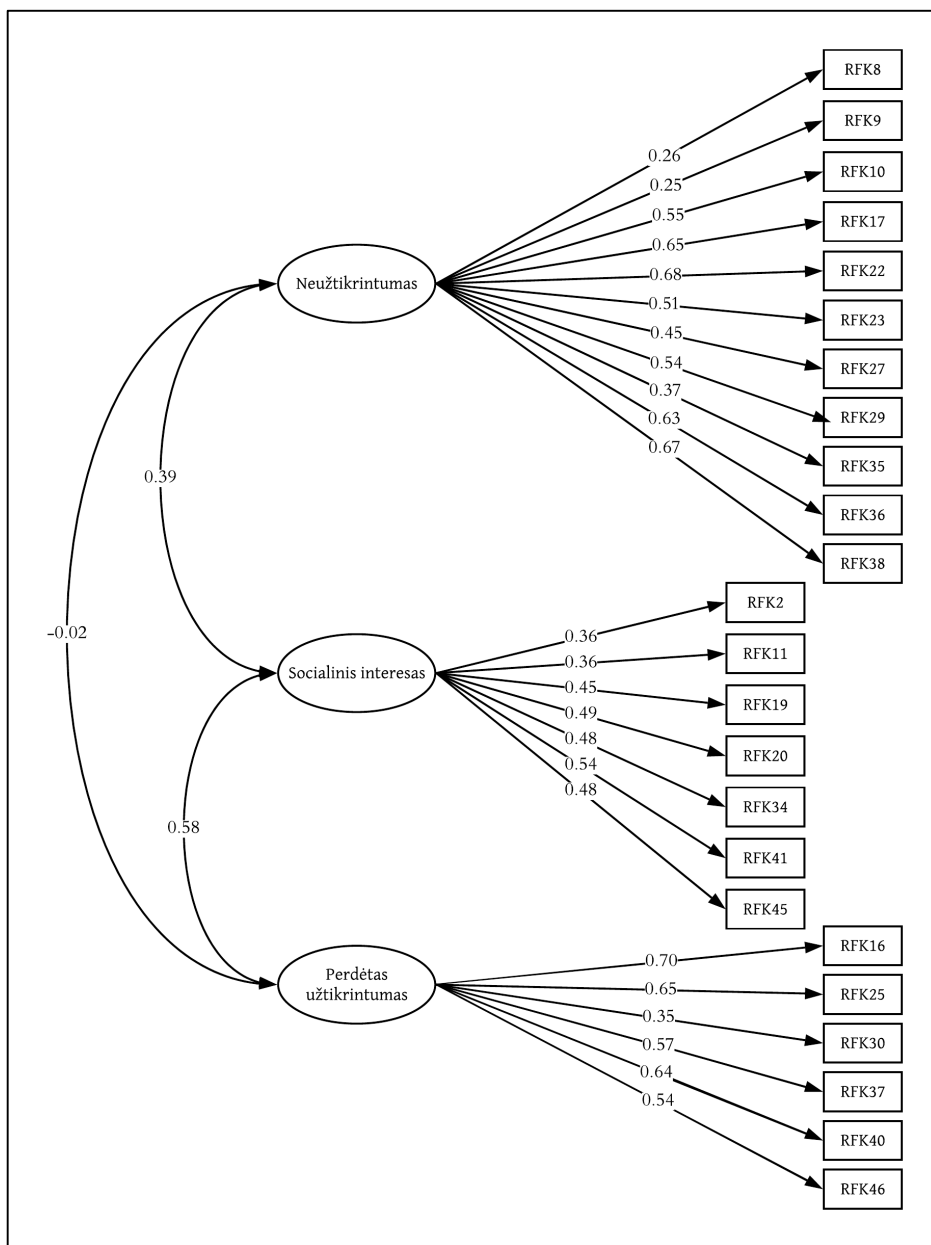 RFK8
RFK9
0.26
RFK10
0.25
0.55
RFK17
0.65
0.68
RFK22
Neužtikrintumas
0.51
RFK23
0.45
0.54
RFK27
0.37
RFK29
0.63
0.67
RFK35
0.39
RFK36
RFK38
RFK2
–0.02
0.36
RFK11
0.36
Socialinis interesas
0.45
RFK19
0.49
0.48
RFK20
0.54
0.48
RFK34
0.58
RFK41
RFK45
RFK16
0.70
Perdėtas
užtikrintumas
0.65
RFK25
0.35
RFK30
0.57
0.64
RFK37
0.54
RFK40
RFK46